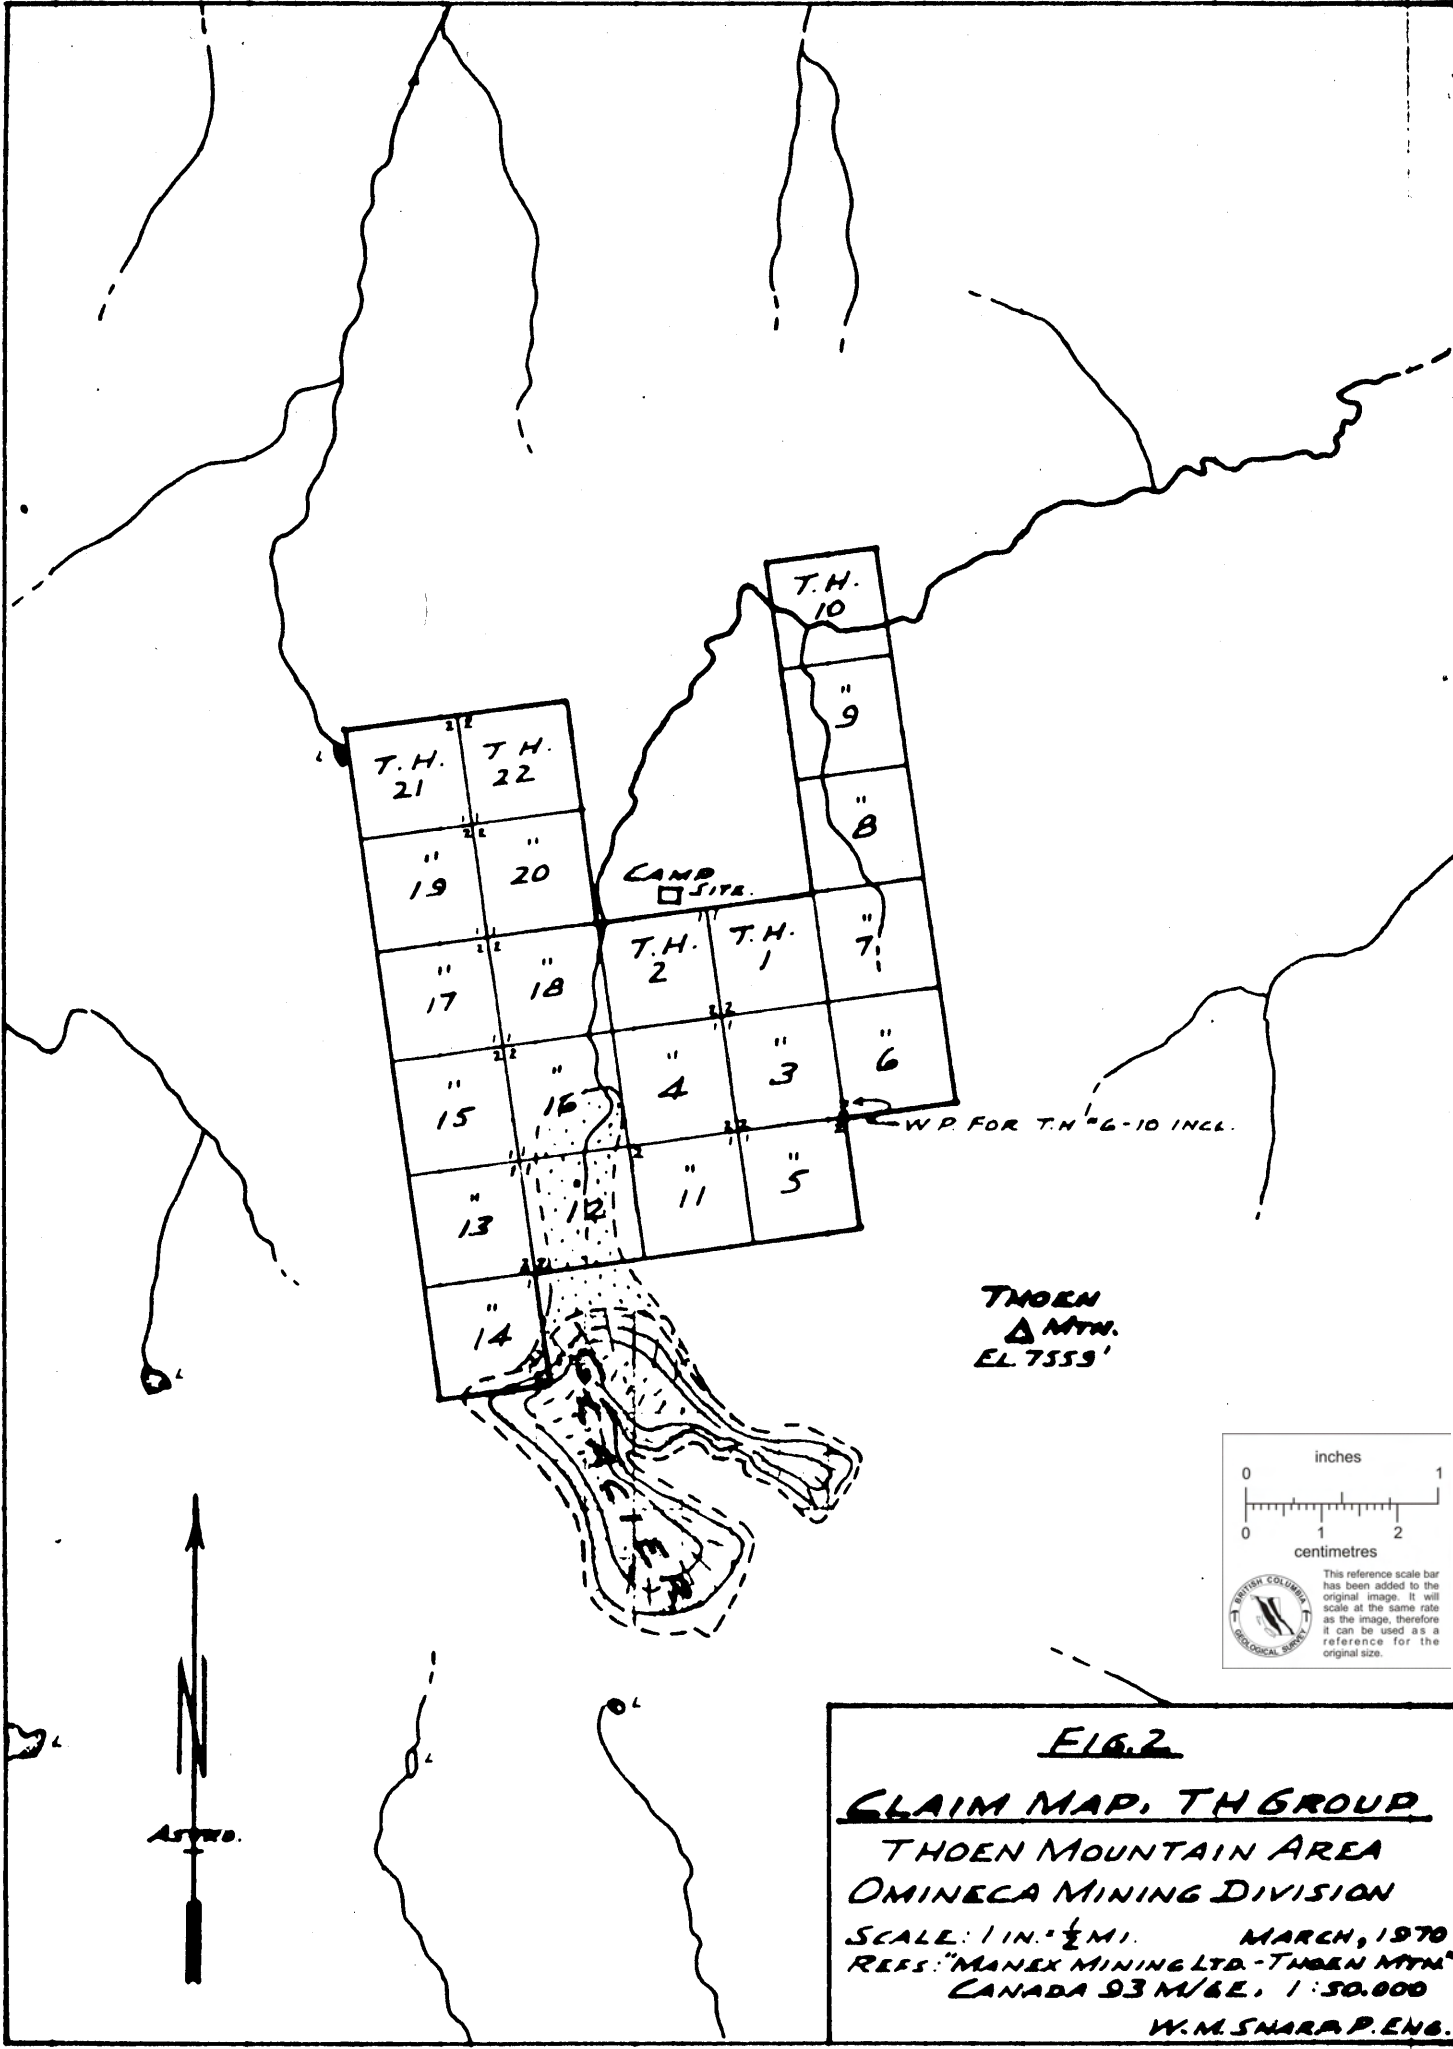 T. H.
10
"
9
"
8
"
7
"
6
T. H.
21
T H.
22
"
19
"
20
"
17
"
18
"
15
"
16
"
13
"
12
"
14
CAMP
SITE.
T. H.
2
T. H.
1
"
4
"
3
"
11
"
5
W P. FOR T.H #6-10 INCL.
THOEN
MTN.
EL. 7559'
GLACIER
L
L
L
L
L
N
ASTRO.
inches
0 1
0 1 2
centimetres
BRITISH COLUMBIA
GEOLOGICAL SURVEY
This reference scale bar
has been added to the
original image. It will
scale at the same rate
as the image, therefore
it can be used as a
reference for the
original size.
FIG. 2
CLAIM MAP. TH GROUP
THOEN MOUNTAIN AREA
OMINECA MINING DIVISION
SCALE: 1 IN. = ½ MI. MARCH, 1970
REFS: "MANEX MINING LTD. - THOEN MTN"
CANADA 93 M/6E. 1:50.000
W. M. SHARP P. ENG.